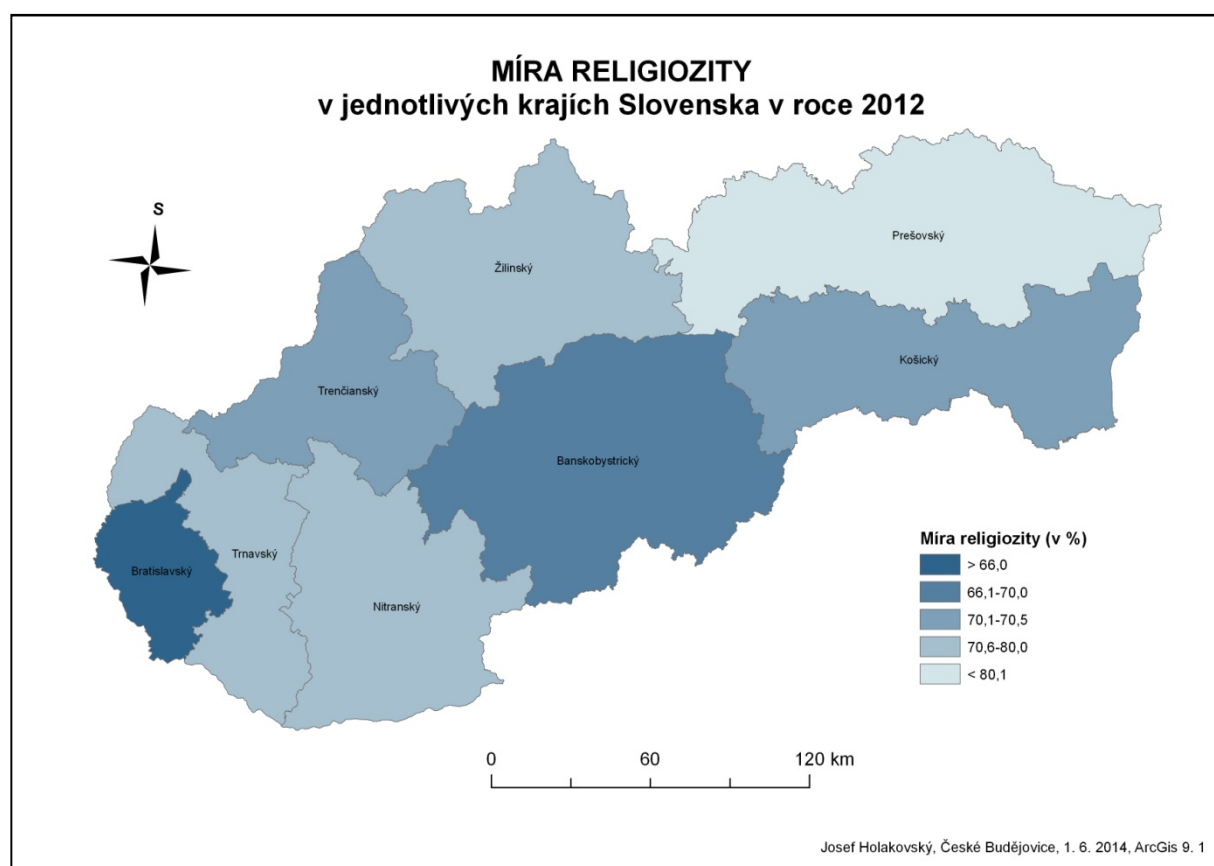 MÍRA RELIGIOZITY
v jednotlivých krajích Slovenska v roce 2012
S
Prešovský
Žilinský
Košický
Trenčianský
Banskobystrický
Trnavský
Bratislavský
Nitranský
Míra religiozity (v %)
> 66,0
66,1-70,0
70,1-70,5
70,6-80,0
< 80,1
0 60 120 km
Josef Holakovský, České Budějovice, 1. 6. 2014, ArcGis 9. 1